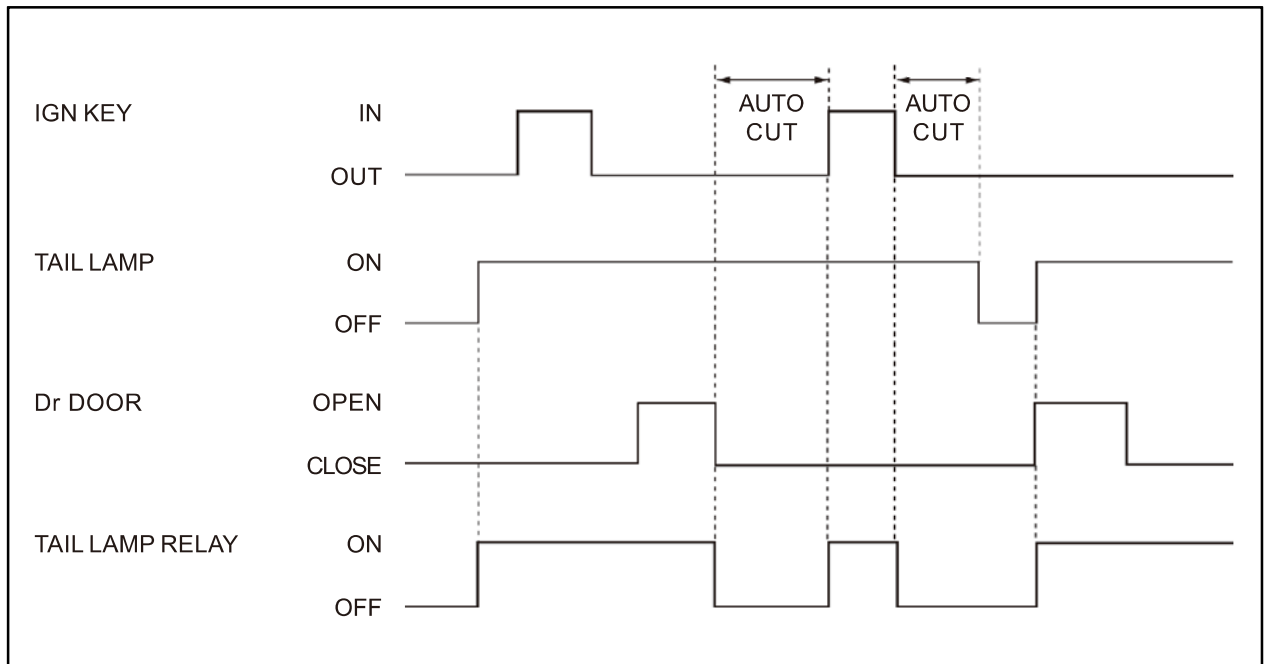 AUTO CUT
AUTO CUT
IGN KEY IN
OUT
TAIL LAMP ON
OFF
Dr DOOR OPEN
CLOSE
TAIL LAMP RELAY ON
OFF